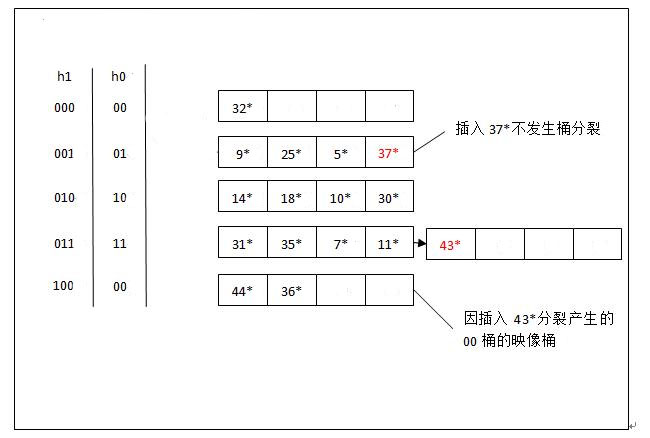 h1 h0
000 00 32*
001 01 9* 25* 5* 37*
插入 37*不发生桶分裂
010 10 14* 18* 10* 30*
011 11 31* 35* 7* 11* 43*
100 00 44* 36*
因插入 43*分裂产生的
00 桶的映像桶